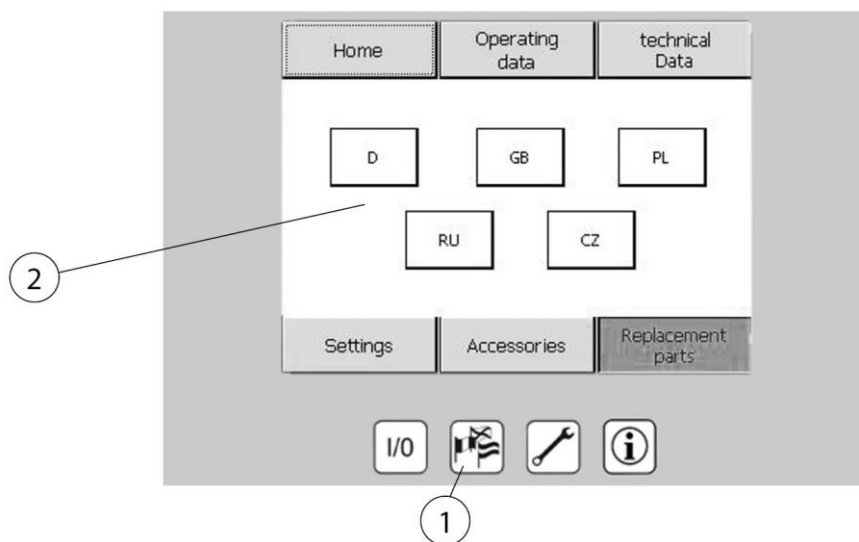 Home
Operating
data
technical
Data
D
GB
PL
RU
CZ
2
Settings
Accessories
Replacement
parts
I/0
i
1